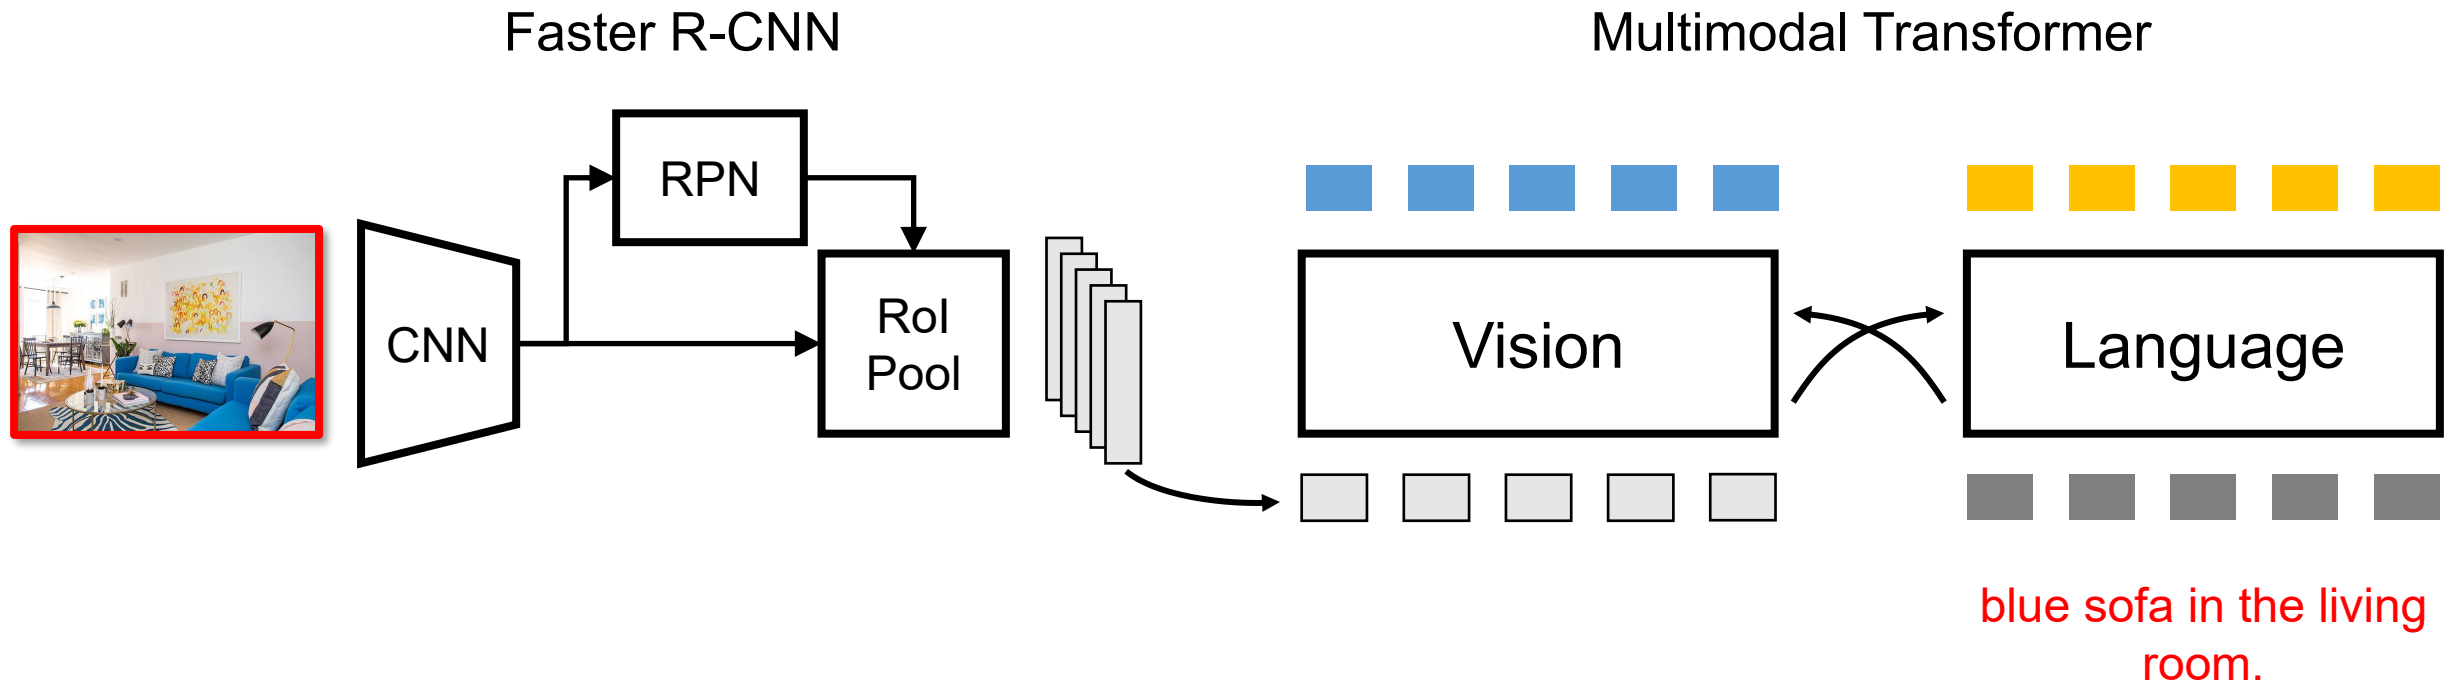 Faster R-CNN
Multimodal Transformer
RPN
CNN
RoI
Pool
Vision
Language
blue sofa in the living
room.